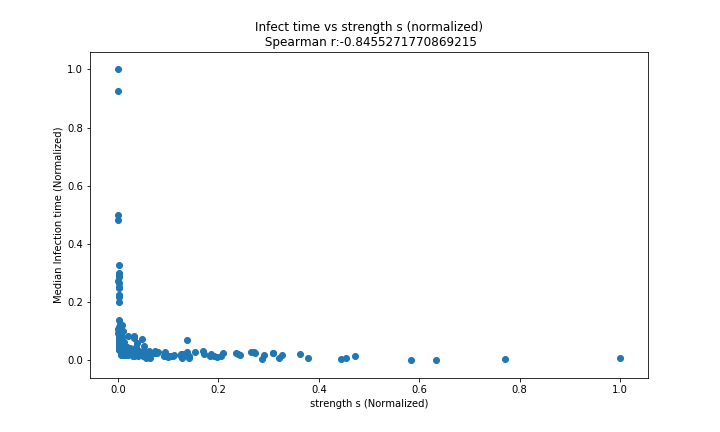 Infect time vs strength s (normalized)
Spearman r:-0.8455271770869215
1.0
0.8
0.6
0.4
0.2
0.0
Median Infection time (Normalized)
0.0 0.2 0.4 0.6 0.8 1.0
strength s (Normalized)